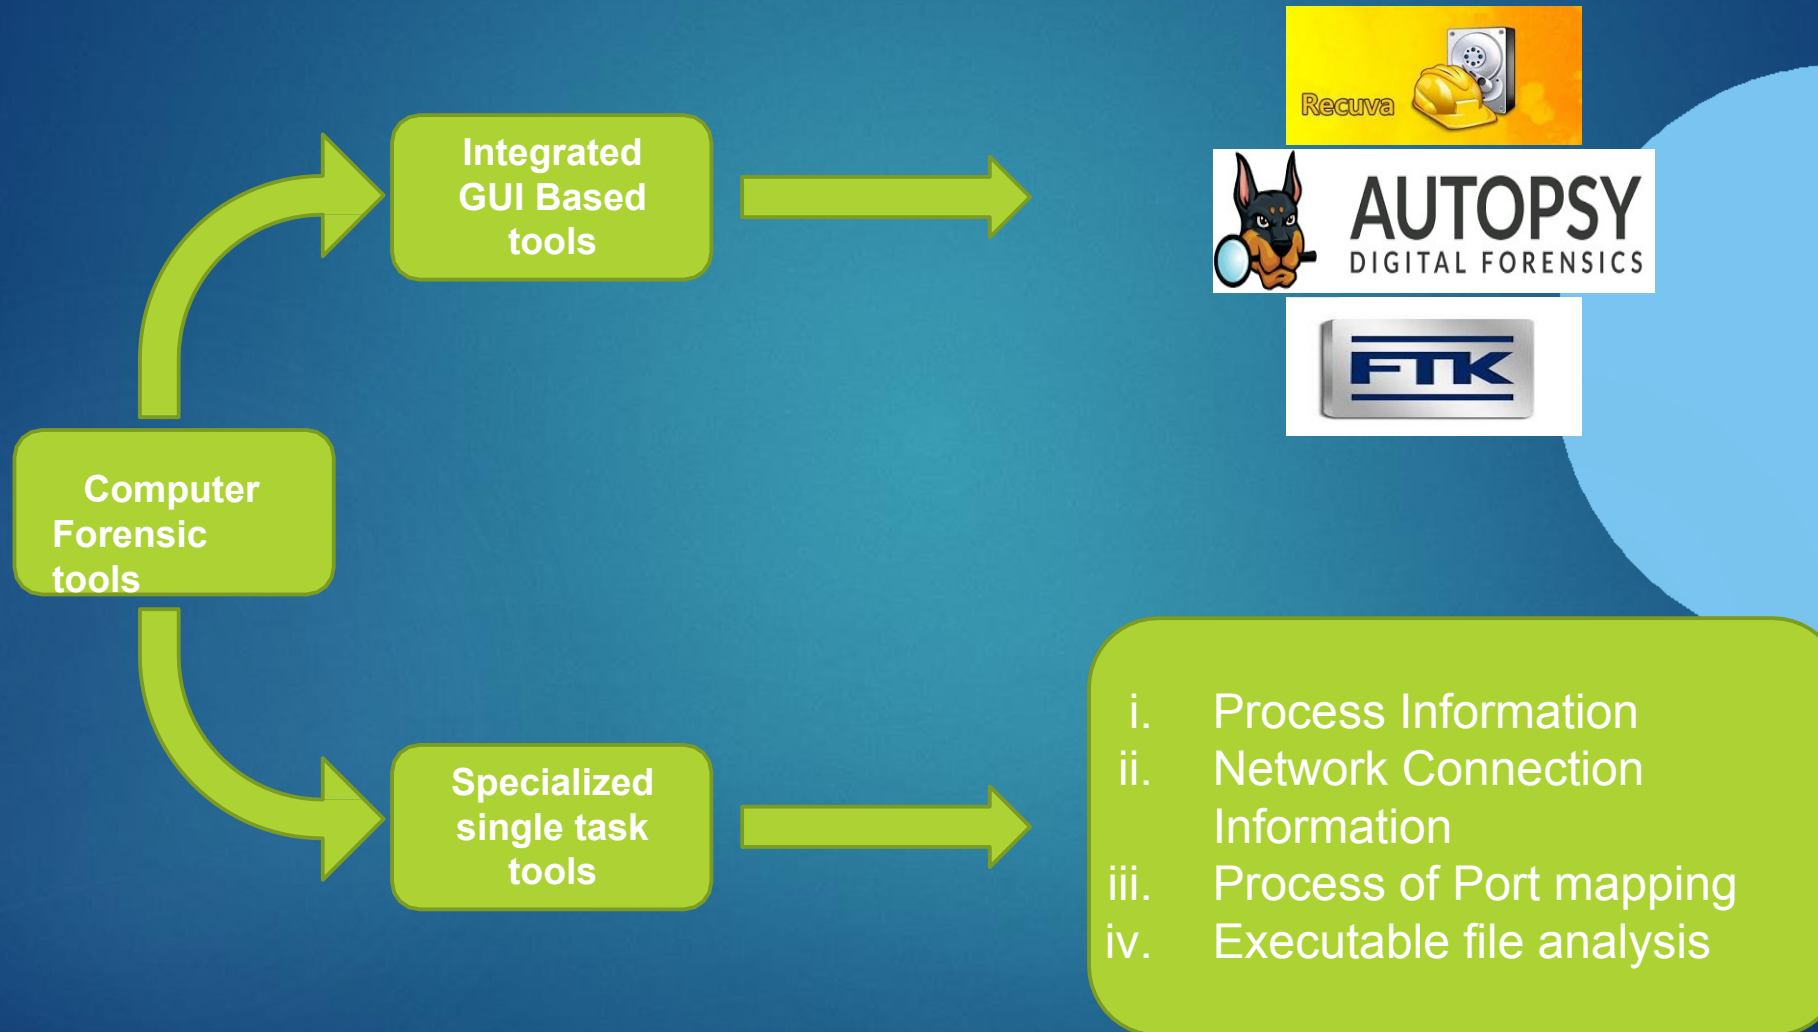 Integrated
GUI Based
tools
Recuva
AUTOPSY
DIGITAL FORENSICS
FTK
Computer
Forensic
tools
Specialized
single task
tools
i. Process Information
ii. Network Connection
Information
iii. Process of Port mapping
iv. Executable file analysis